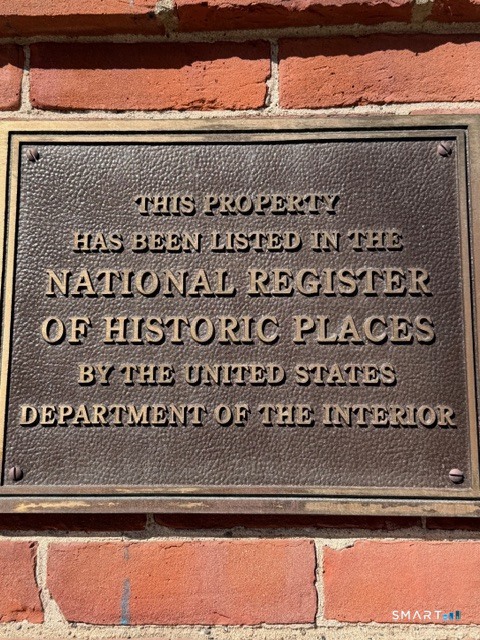 THIS PROPERTY
HAS BEEN LISTED IN THE
NATIONAL REGISTER
OF HISTORIC PLACES
BY THE UNITED STATES
DEPARTMENT OF THE INTERIOR
SMART